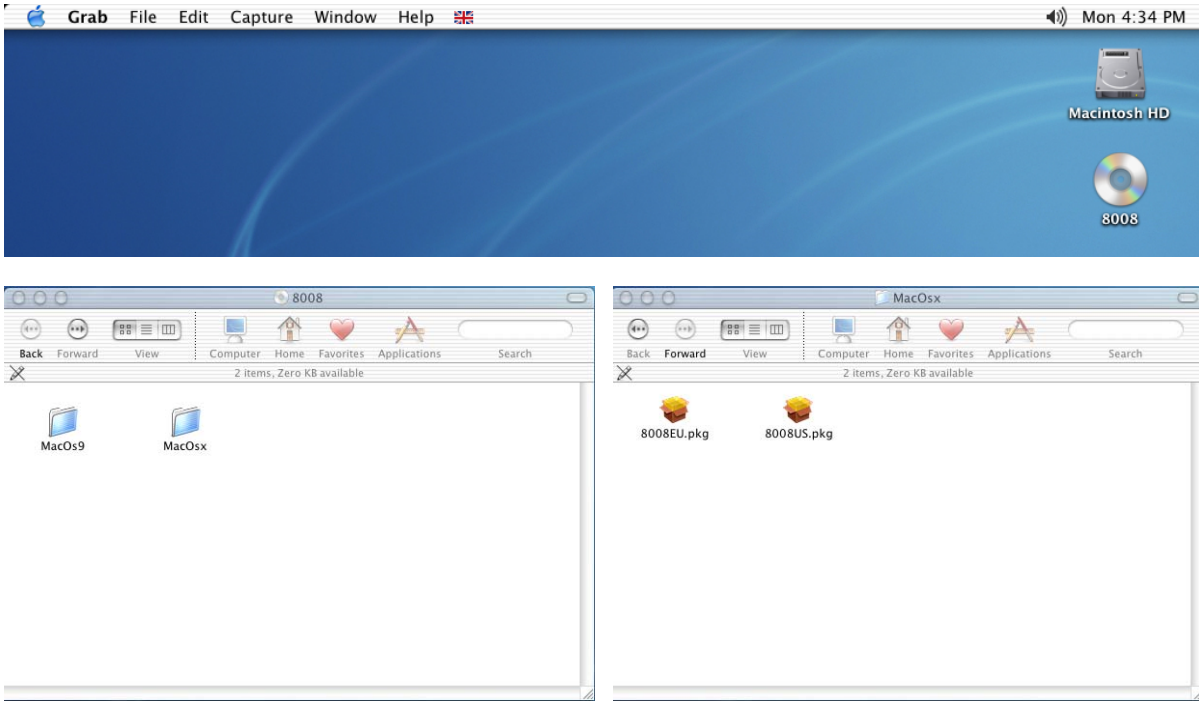 Grab File Edit Capture Window Help Mon 4:34 PM
Macintosh HD
8008
8008
Back Forward View Computer Home Favorites Applications Search
2 items, Zero KB available
MacOs9 MacOsx
MacOsx
Back Forward View Computer Home Favorites Applications Search
2 items, Zero KB available
8008EU.pkg 8008US.pkg